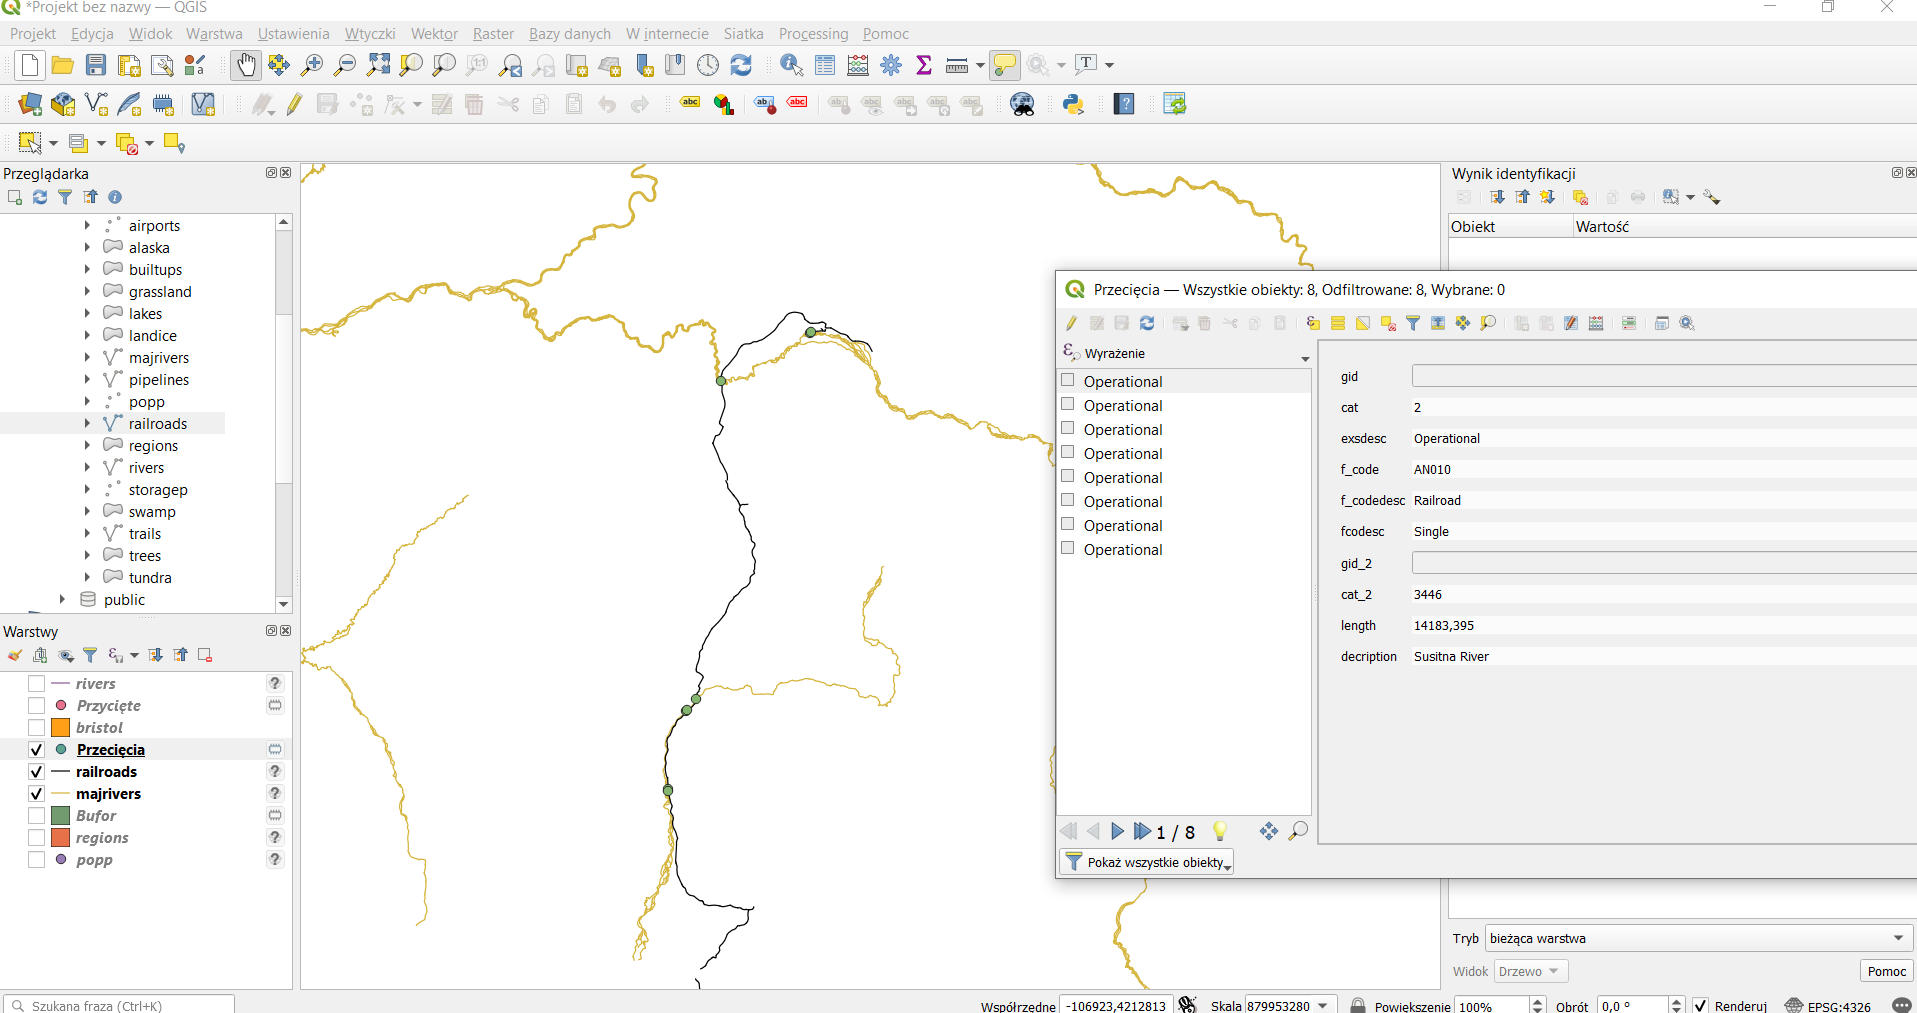 *Projekt bez nazwy — QGIS
Projekt Edycja Widok Warstwa Ustawienia Wtyczki Wektor Raster Bazy danych W internecie Siatka Processing Pomoc
Przeglądarka
airports
alaska
builtups
grassland
lakes
landice
majrivers
pipelines
popp
railroads
regions
rivers
storagep
swamp
trails
trees
tundra
public
Warstwy
rivers
Przycięte
bristol
Przecięcia
railroads
majrivers
Bufor
regions
popp
Szukana fraza (Ctrl+K)
Wynik identyfikacji
Obiekt Wartość
Przecięcia — Wszystkie obiekty: 8, Odfiltrowane: 8, Wybrane: 0
Wyrażenie
Operational
Operational
Operational
Operational
Operational
Operational
Operational
Operational
1 / 8
Pokaż wszystkie obiekty
gid
cat 2
exsdesc Operational
f_code AN010
f_codedesc Railroad
fcodesc Single
gid_2
cat_2 3446
length 14183,395
decription Susitna River
Tryb bieżąca warstwa
Widok Drzewo Pomoc
Współrzędne -106923,4212813 Skala 879953280 Powiększenie 100% Obrót 0,0 ° Renderuj EPSG:4326